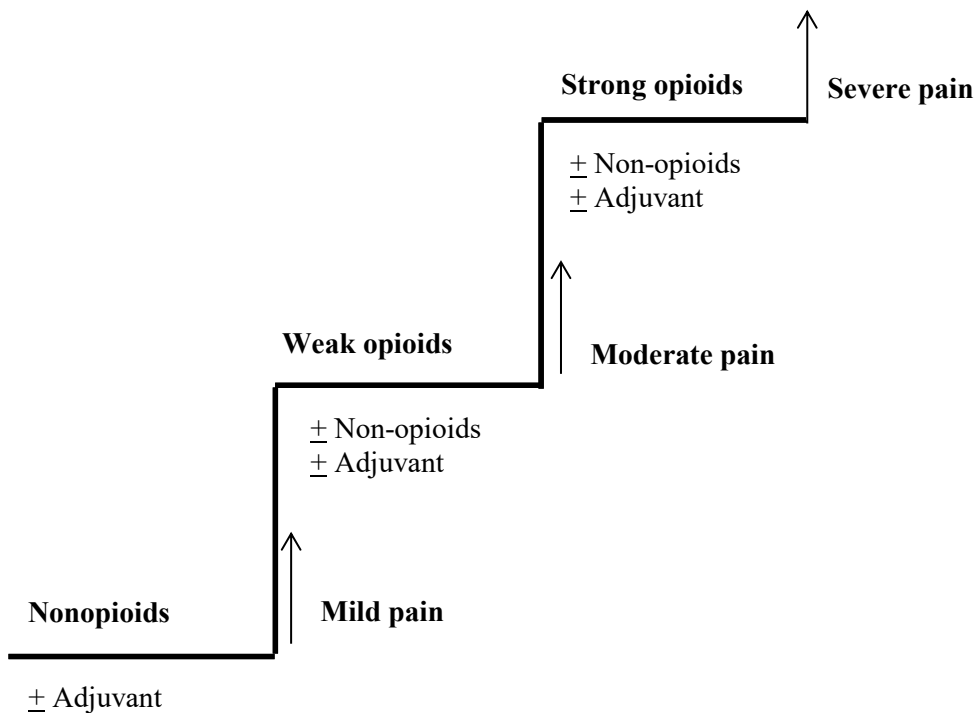 Strong opioids
Severe pain
± Non-opioids
± Adjuvant
Weak opioids
Moderate pain
± Non-opioids
± Adjuvant
Nonopioids
Mild pain
± Adjuvant